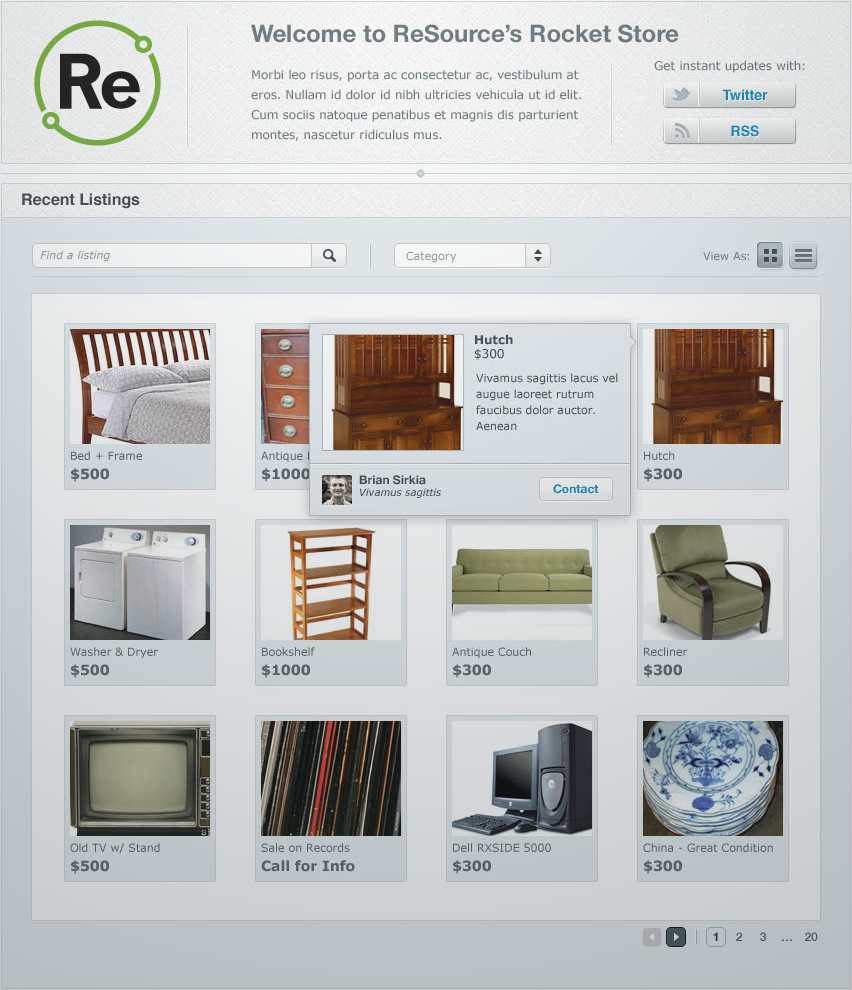 Re
Welcome to ReSource's Rocket Store
Morbi leo risus, porta ac consectetur ac, vestibulum at
eros. Nullam id dolor id nibh ultricies vehicula ut id elit.
Cum sociis natoque penatibus et magnis dis parturient
montes, nascetur ridiculus mus.
Get instant updates with:
Twitter
RSS
Recent Listings
Find a listing
Category
View As:
Bed + Frame
$500
Antique
$1000
Hutch
$300
Vivamus sagittis lacus vel
augue laoreet rutrum
faucibus dolor auctor.
Aenean
Brian Sirkia
Vivamus sagittis
Contact
Hutch
$300
Washer & Dryer
$500
Bookshelf
$1000
Antique Couch
$300
Recliner
$300
Old TV w/ Stand
$500
Sale on Records
Call for Info
Dell RXSIDE 5000
$300
China - Great Condition
$300
1 2 3 ... 20